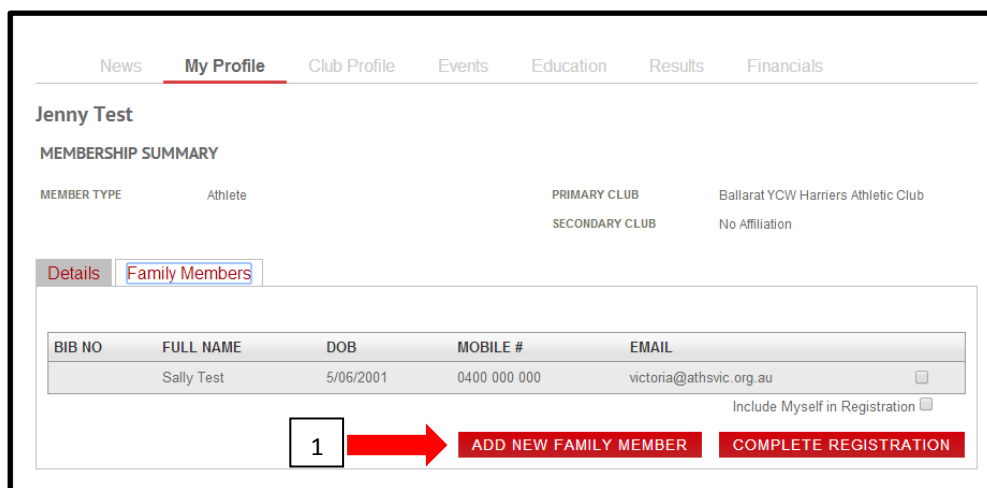 News My Profile Club Profile Events Education Results Financials
Jenny Test
MEMBERSHIP SUMMARY
MEMBER TYPE Athlete PRIMARY CLUB Ballarat YCW Harriers Athletic Club
SECONDARY CLUB No Affiliation
Details Family Members
BIB NO FULL NAME DOB MOBILE # EMAIL
Sally Test 5/06/2001 0400 000 000 victoria@athsvic.org.au
Include Myself in Registration
1 ADD NEW FAMILY MEMBER COMPLETE REGISTRATION